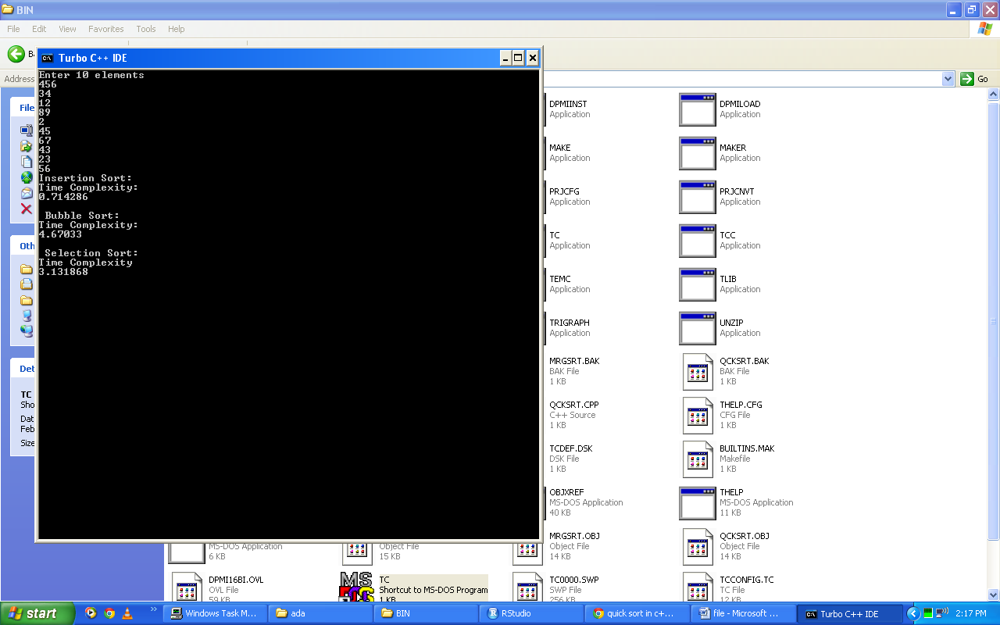 BIN
File Edit View Favorites Tools Help
Turbo C++ IDE
Address
Go
Enter 10 elements
456
34
12
89
2
45
67
43
23
56
Insertion Sort:
Time Complexity:
0.714286
Bubble Sort:
Time Complexity:
4.67033
Selection Sort:
Time Complexity
3.131868
File
Oth
Det
TC
Sho
Dat
Feb
Size
DPMIINST
Application
DPMILOAD
Application
MAKE
Application
MAKER
Application
PRJCFG
Application
PRJCNVT
Application
TC
Application
TCC
Application
TEMC
Application
TLIB
Application
TRIGRAPH
Application
UNZIP
Application
MRGSRT.BAK
BAK File
1 KB
QCKSRT.BAK
BAK File
1 KB
QCKSRT.CPP
C++ Source
1 KB
THELP.CFG
CFG File
1 KB
TCDEF.DSK
DSK File
1 KB
BUILTINS.MAK
Makefile
1 KB
OBJXREF
MS-DOS Application
40 KB
THELP
MS-DOS Application
11 KB
MS-DOS Application
6 KB
Object File
15 KB
MRGSRT.OBJ
Object File
14 KB
QCKSRT.OBJ
Object File
14 KB
DPMI16BI.OVL
OVL File
59 KB
TC
Shortcut to MS-DOS Program
1 KB
TC0000.SWP
SWP File
256 KB
TCCONFIG.TC
TC File
12 KB
start
Windows Task M...
ada
BIN
RStudio
quick sort in c+...
file - Microsoft ...
Turbo C++ IDE
2:17 PM